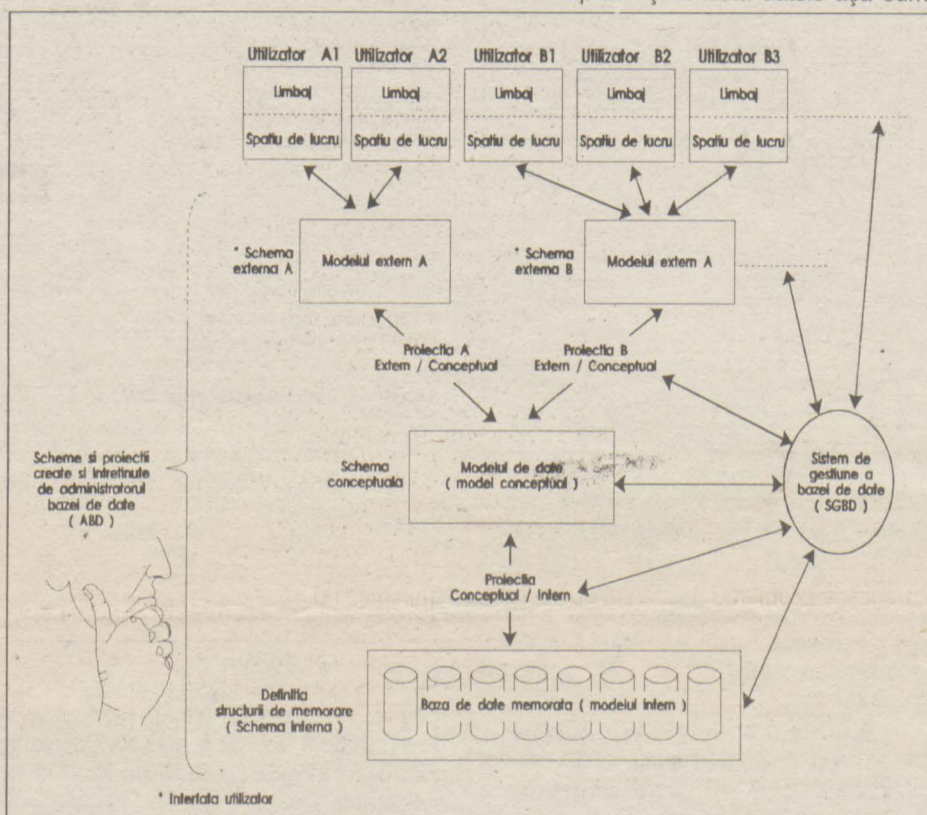 Utilizator A1 Utilizator A2 Utilizator B1 Utilizator B2 Utilizator B3
Limbaj Limbaj Limbaj Limbaj Limbaj
Spatiu de lucru Spatiu de lucru Spatiu de lucru Spatiu de lucru Spatiu de lucru
* Schema
externa A
Modelul extern A
* Schema
externa B
Modelul extern A
Proiectia A
Extern / Conceptual
Proiectia B
Extern / Conceptual
Scheme si proiectii
create si intretinute
de administratorul
bazei de date
( ABD )
Schema
conceptuala
Modelul de date
( model conceptual )
Sistem de
gestiune a
bazei de date
( SGBD )
Proiectia
Conceptual / Intern
Definitia
structurii de memorare
( Schema interna )
Baza de date memorata ( modelul intern )
* Interfata utilizator